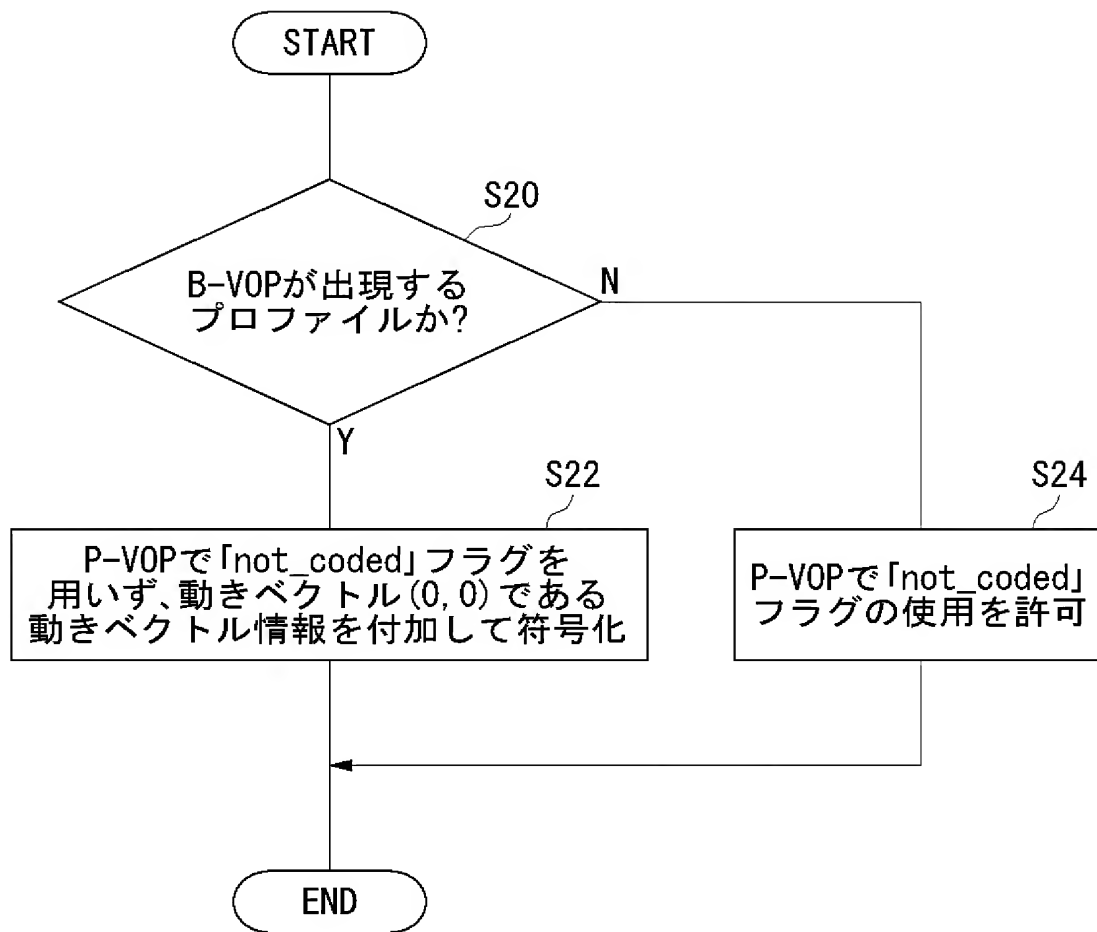 START
S20
B-VOPが出現する
プロファイルか?
N
Y
S22
P-VOPで「not_coded」フラグを
用いず、動きベクトル(0,0)である
動きベクトル情報を付加して符号化
S24
P-VOPで「not_coded」
フラグの使用を許可
END